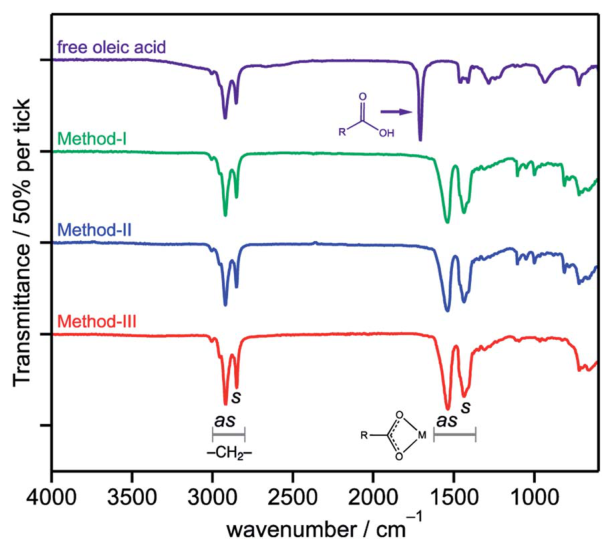 Transmittance / 50% per tick
free oleic acid
O
R
OH
Method-I
Method-II
Method-III
s
as
–CH₂–
s
as
O
R
M
O
4000
3500
3000
2500
2000
1500
1000
wavenumber / cm⁻¹